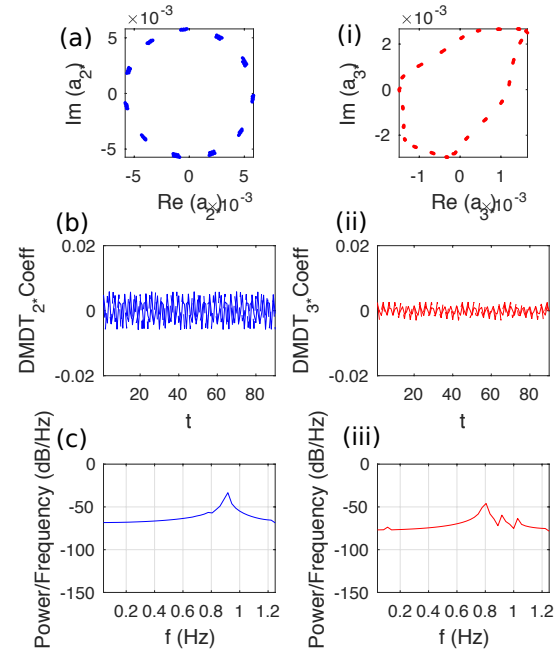 (a)
×10⁻³
5
0
-5
Im (a₂*)
-5
0
5
Re (a₂*)
×10⁻³
(i)
×10⁻³
2
0
-2
Im (a₃*)
-1
0
1
Re (a₃*)
×10⁻³
(b)
0.02
0
-0.02
DMDT₂* Coeff
20
40
60
80
t
(ii)
0.02
0
-0.02
DMDT₃* Coeff
20
40
60
80
t
(c)
0
-50
-100
-150
Power/Frequency (dB/Hz)
0.2 0.4 0.6 0.8 1 1.2
f (Hz)
(iii)
0
-50
-100
-150
Power/Frequency (dB/Hz)
0.2 0.4 0.6 0.8 1 1.2
f (Hz)